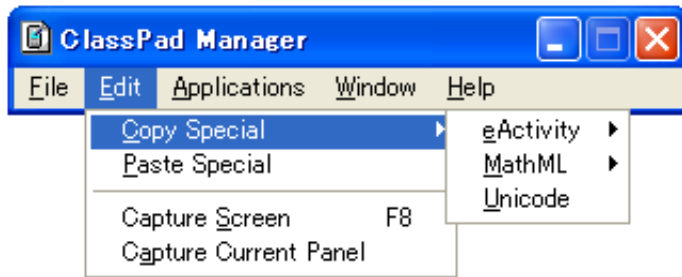 ClassPad Manager
File Edit Applications Window Help
Copy Special eActivity
Paste Special MathML
Unicode
Capture Screen F8
Capture Current Panel